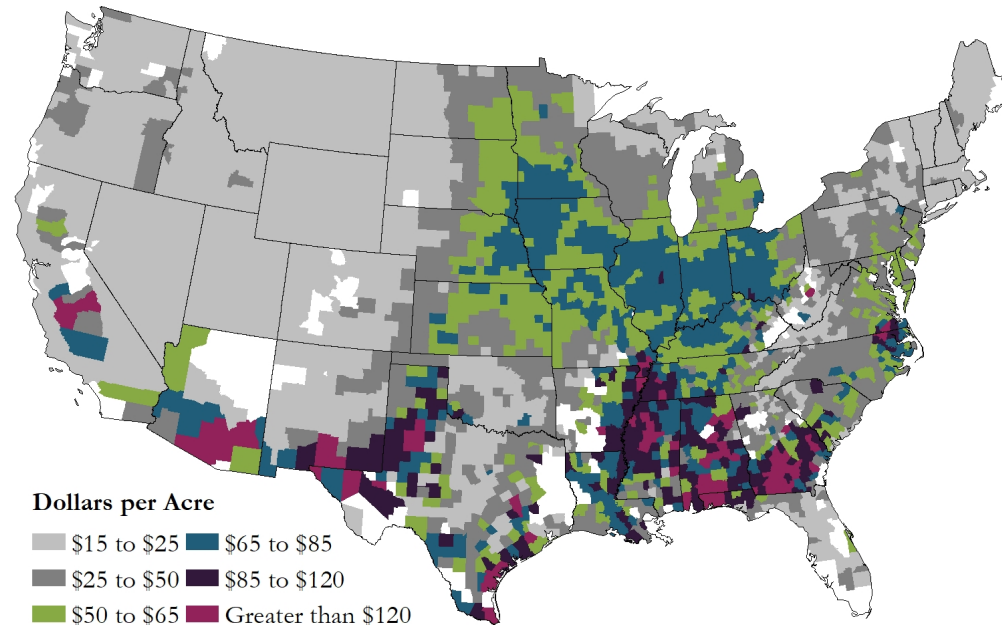 Dollars per Acre
$15 to $25 $65 to $85
$25 to $50 $85 to $120
$50 to $65 Greater than $120